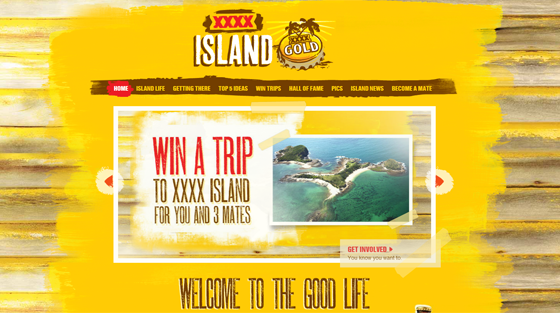 XXXX
ISLAND
XXXX
GOLD
HOME ISLAND LIFE GETTING THERE TOP 5 IDEAS WIN TRIPS HALL OF FAME PICS ISLAND NEWS BECOME A MATE
WIN A TRIP
TO XXXX ISLAND
FOR YOU AND 3 MATES
GET INVOLVED
You know you want to
WELCOME TO THE GOOD LIFE